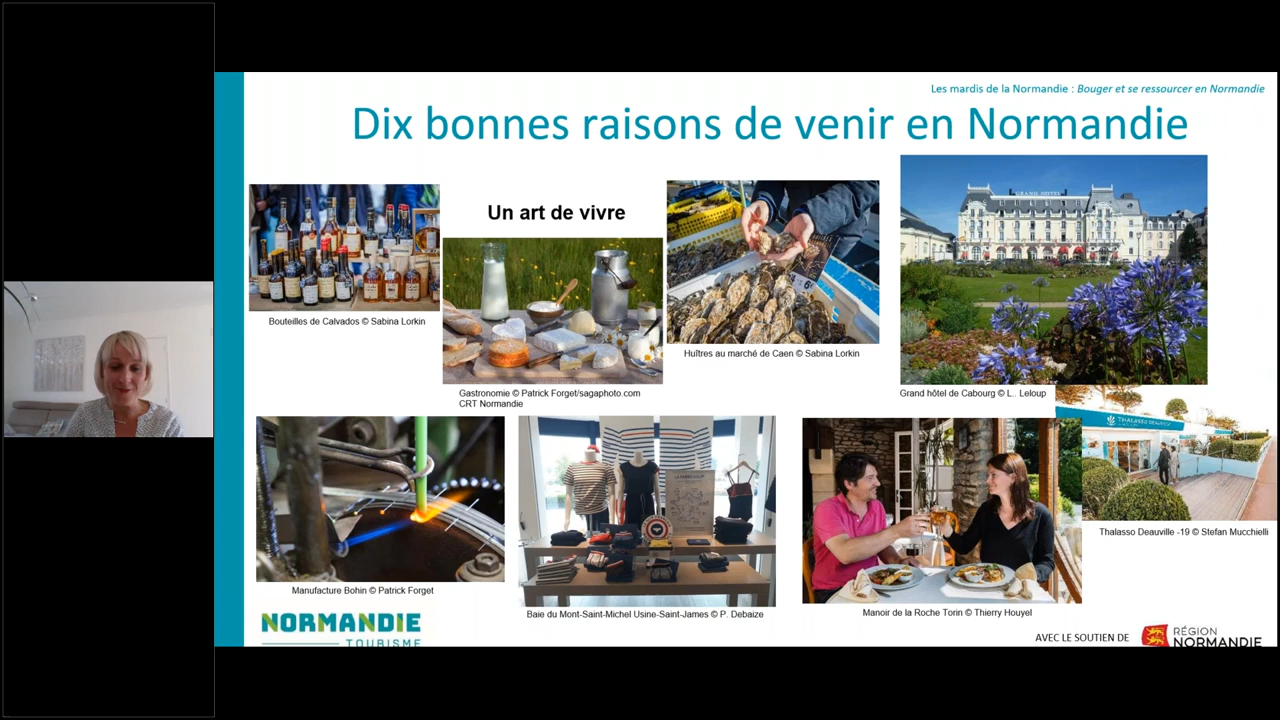 Les mardis de la Normandie : Bouger et se ressourcer en Normandie
Dix bonnes raisons de venir en Normandie
Un art de vivre
GRAND HOTEL
Bouteilles de Calvados © Sabina Lorkin
Huîtres au marché de Caen © Sabina Lorkin
Gastronomie © Patrick Forget/sagaphoto.com
CRT Normandie
Grand hôtel de Cabourg © L.. Leloup
THALASSO DEAUVILLE
Thalasso Deauville -19 © Stefan Mucchielli
Manufacture Bohin © Patrick Forget
Baie du Mont-Saint-Michel Usine-Saint-James © P. Debaize
Manoir de la Roche Torin © Thierry Houyel
NORMANDIE
TOURISME
AVEC LE SOUTIEN DE
RÉGION
NORMANDIE